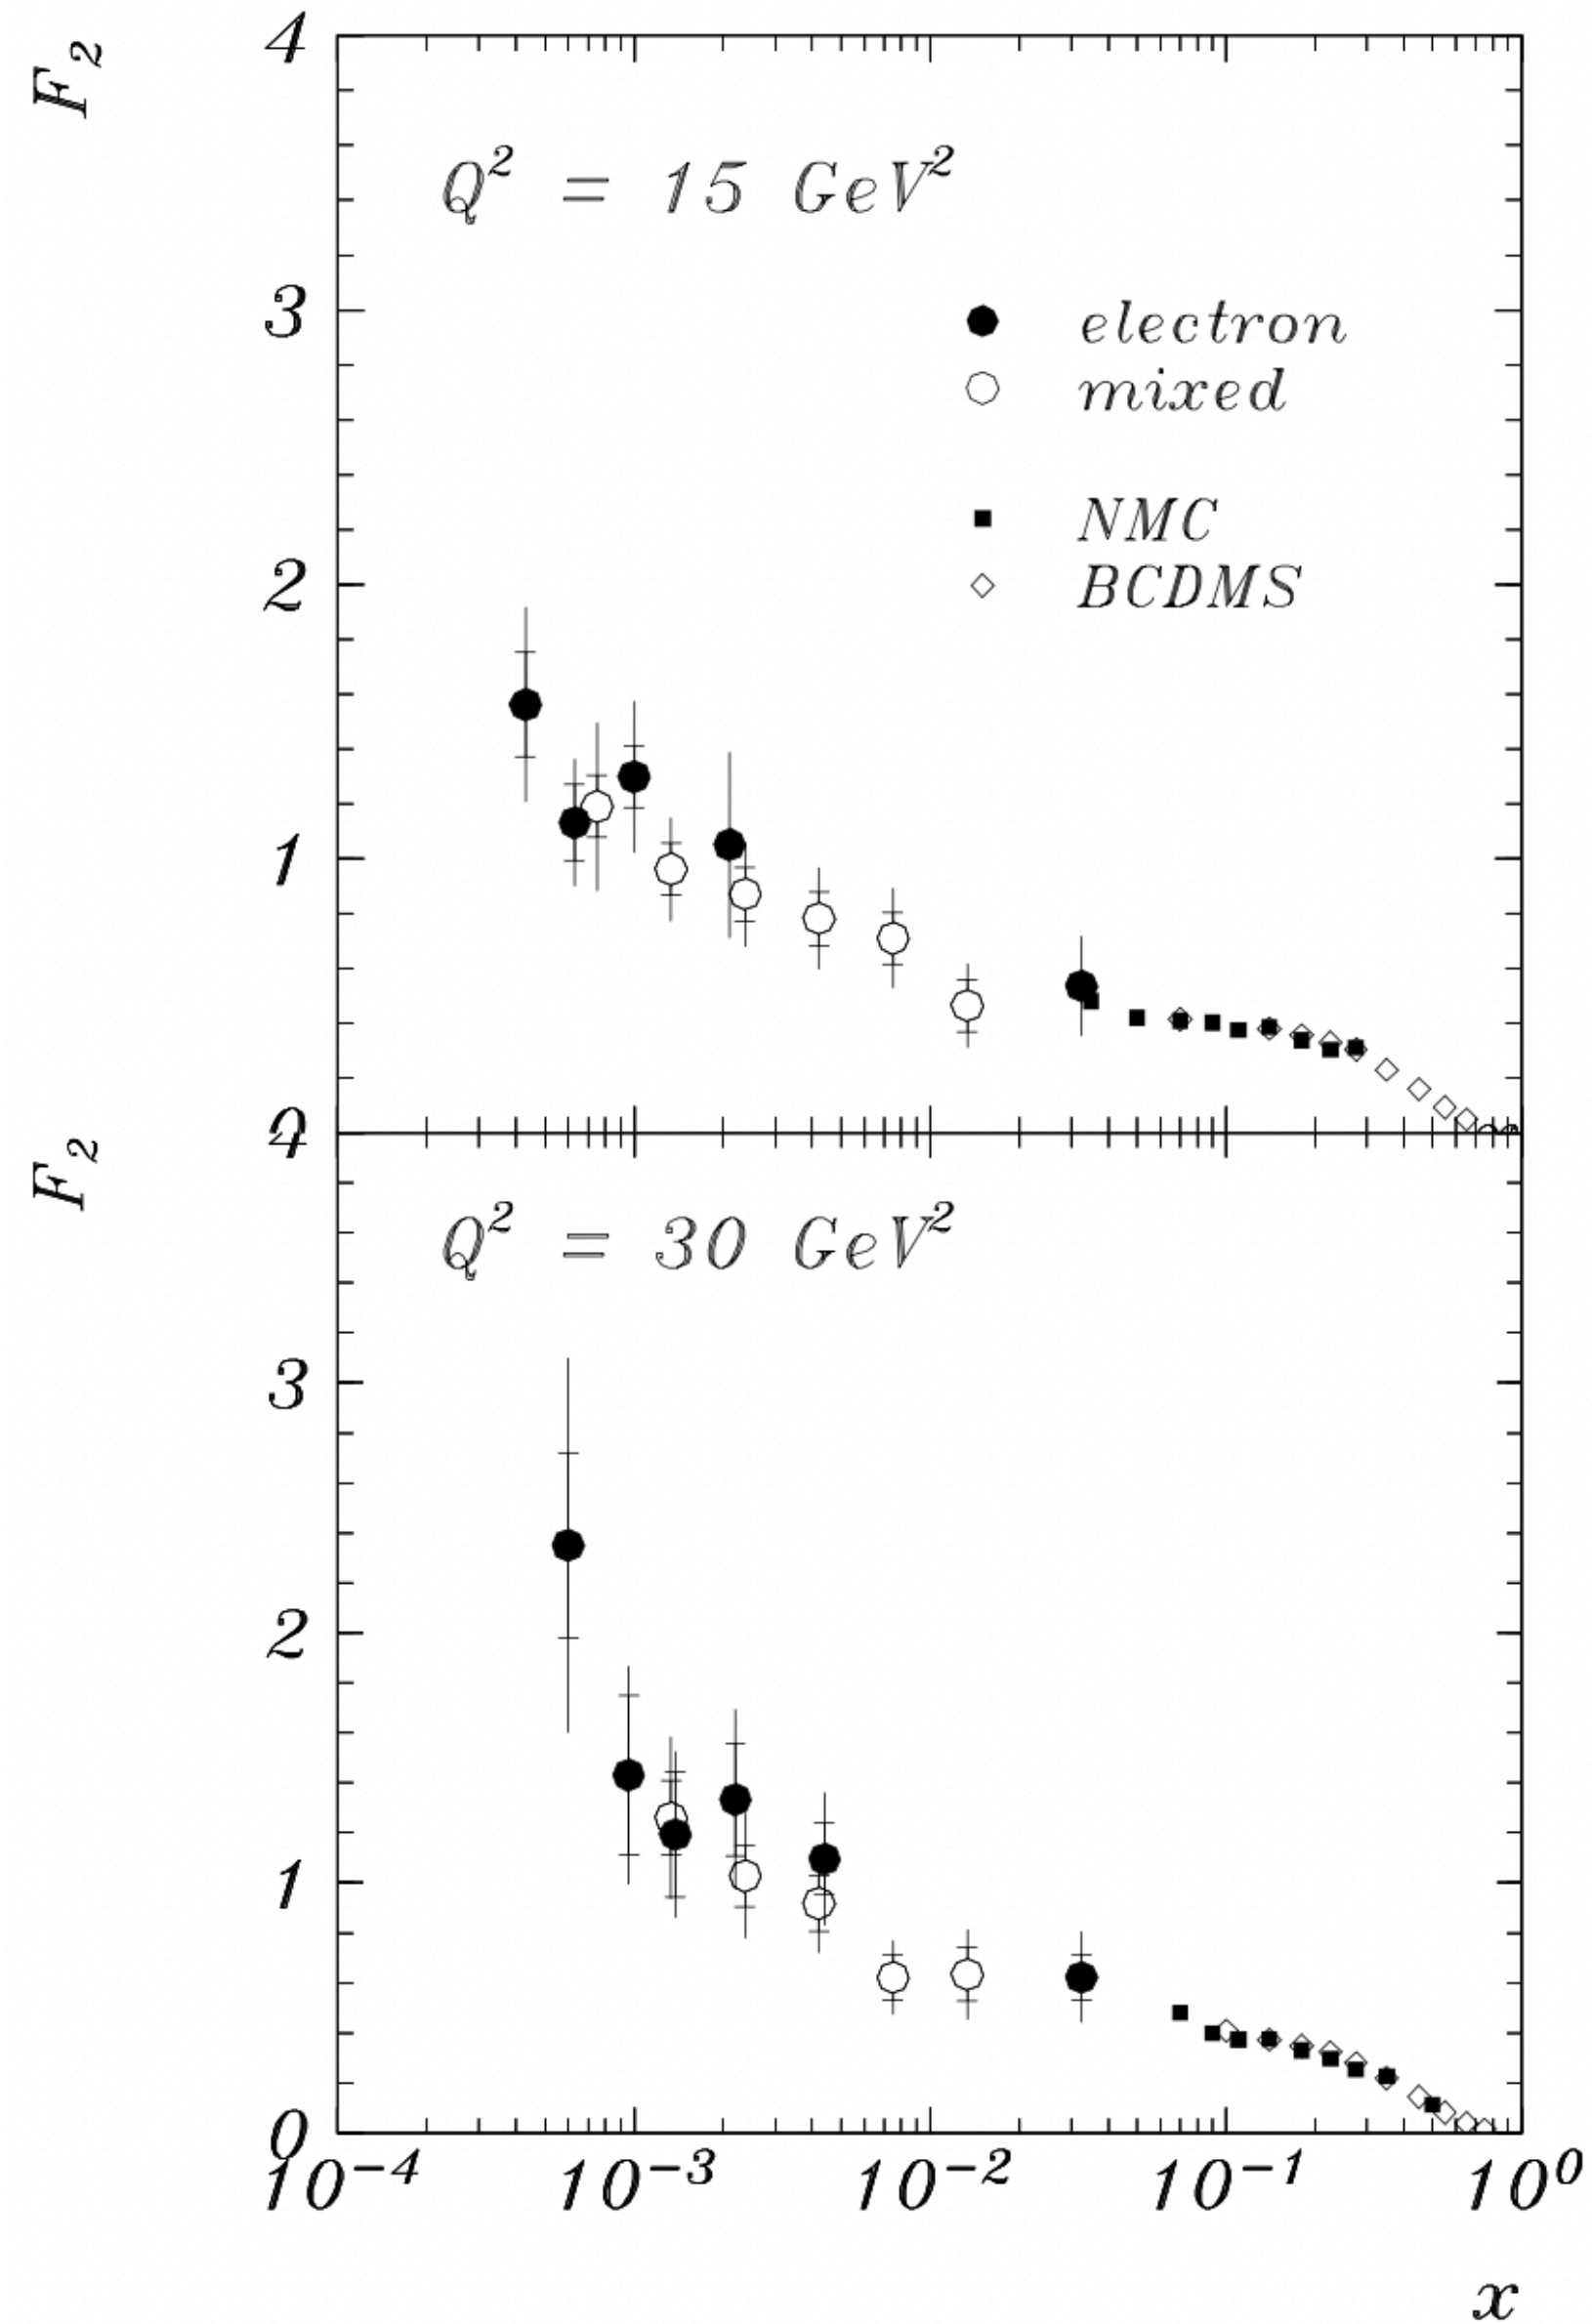 F₂
4
Q² = 15 GeV²
3
electron
mixed
NMC
2
BCDMS
1
0
F₂
4
Q² = 30 GeV²
3
2
1
0
10⁻⁴ 10⁻³ 10⁻² 10⁻¹ 10⁰
x